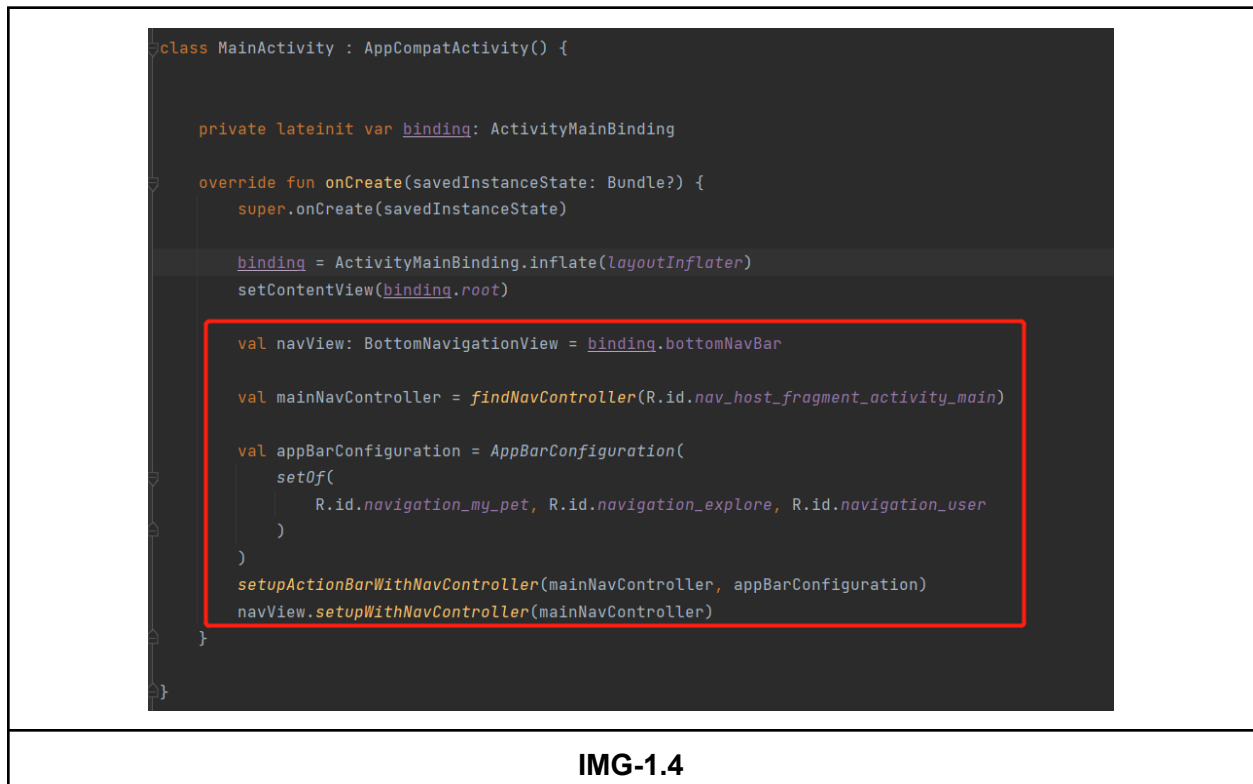 class MainActivity : AppCompatActivity() {
private lateinit var binding: ActivityMainBinding
override fun onCreate(savedInstanceState: Bundle?) {
super.onCreate(savedInstanceState)
binding = ActivityMainBinding.inflate(layoutInflater)
setContentView(binding.root)
val navView: BottomNavigationView = binding.bottomNavBar
val mainNavController = findNavController(R.id.nav_host_fragment_activity_main)
val appBarConfiguration = AppBarConfiguration(
setOf(
R.id.navigation_my_pet, R.id.navigation_explore, R.id.navigation_user
)
)
setupActionBarWithNavController(mainNavController, appBarConfiguration)
navView.setupWithNavController(mainNavController)
}
}
IMG-1.4